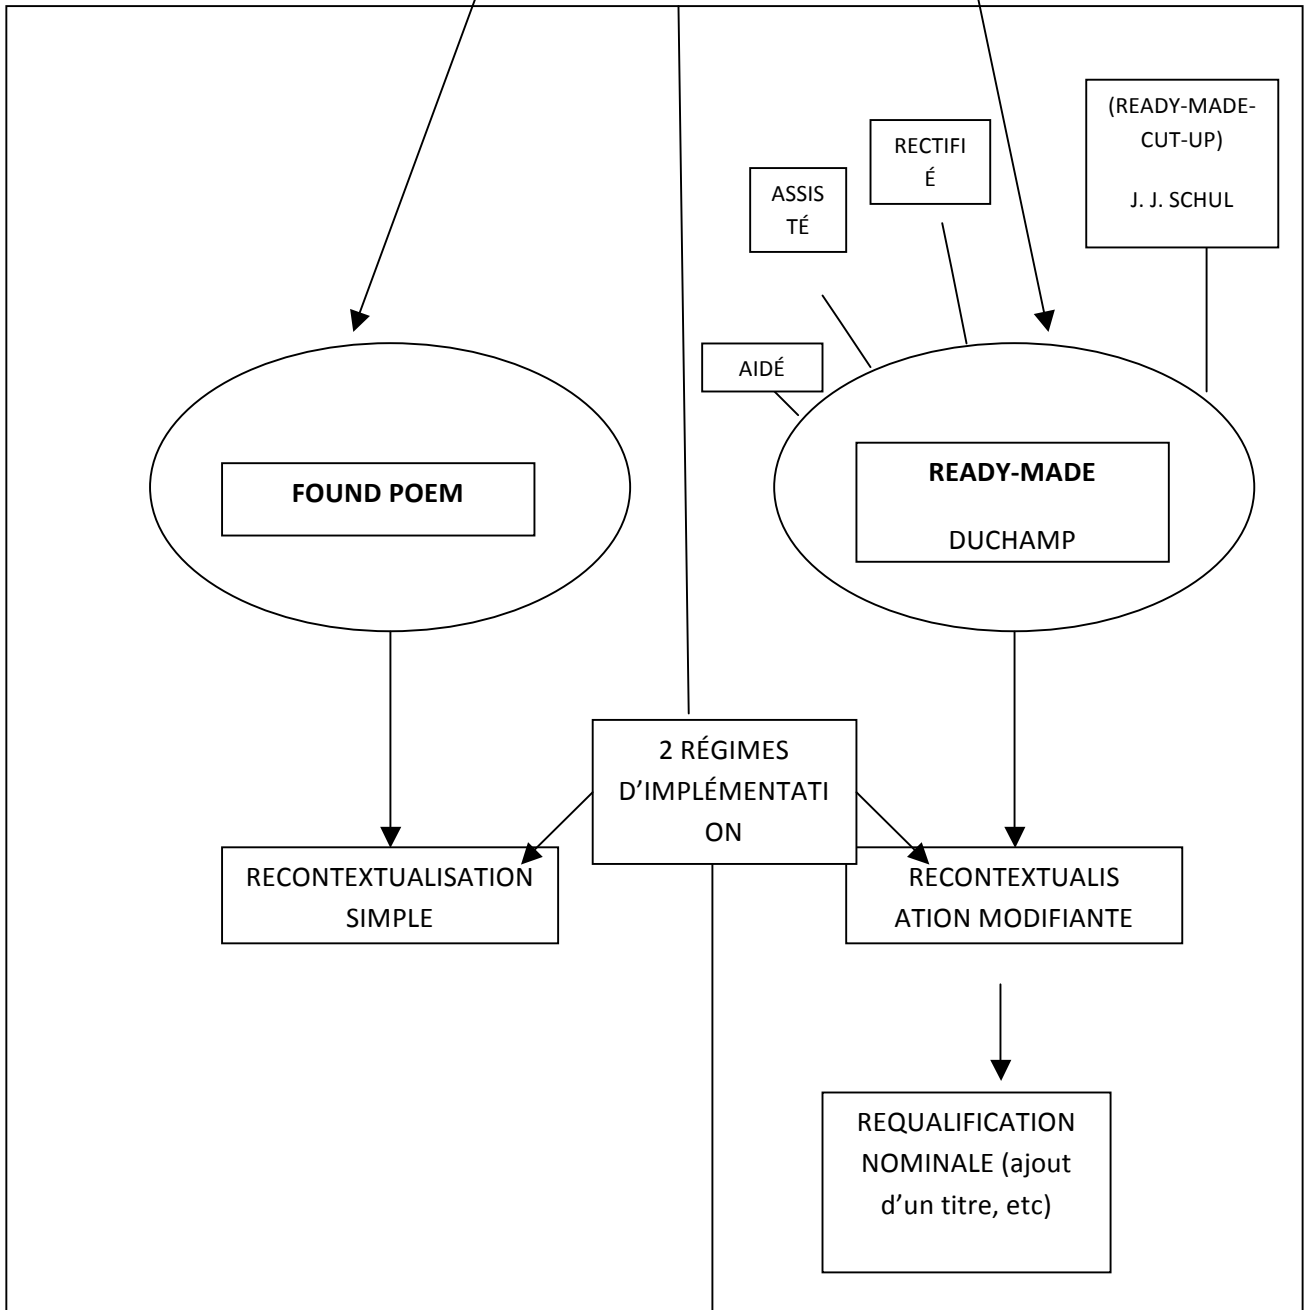 (READY-MADE-
CUT-UP)
J. J. SCHUL
RECTIFI
É
ASSIS
TÉ
AIDÉ
FOUND POEM
READY-MADE
DUCHAMP
2 RÉGIMES
D’IMPLÉMENTATI
ON
RECONTEXTUALISATION
SIMPLE
RECONTEXTUALIS
ATION MODIFIANTE
REQUALIFICATION
NOMINALE (ajout
d’un titre, etc)